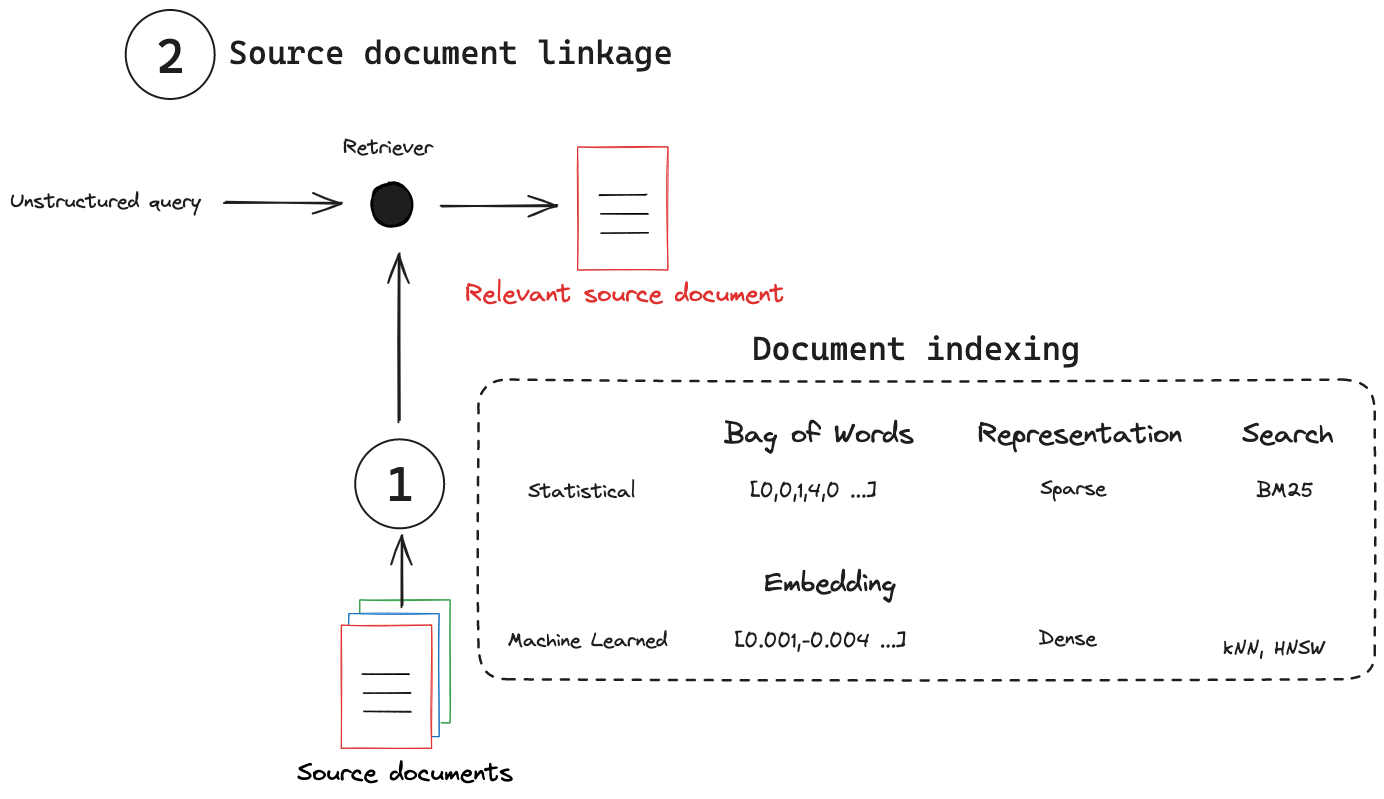 2 Source document linkage
Retriever
Unstructured query
Relevant source document
Document indexing
Bag of Words Representation Search
Statistical [0,0,1,4,0 ...] Sparse BM25
1
Embedding
Machine Learned [0.001,-0.004 ...] Dense kNN, HNSW
Source documents